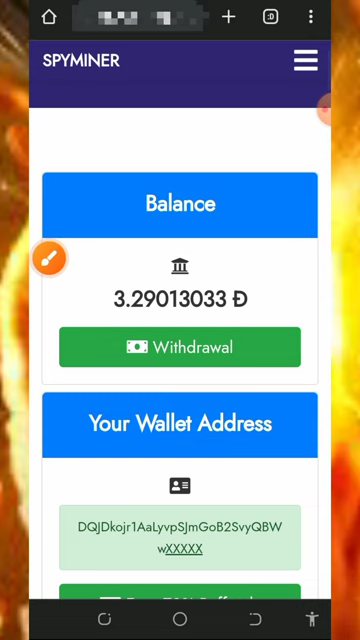 :D
SPYMINER
Balance
3.29013033 Ð
Withdrawal
Your Wallet Address
DQJDkojr1AaLyvpSJmGoB2SvyQBW
wXXXXX